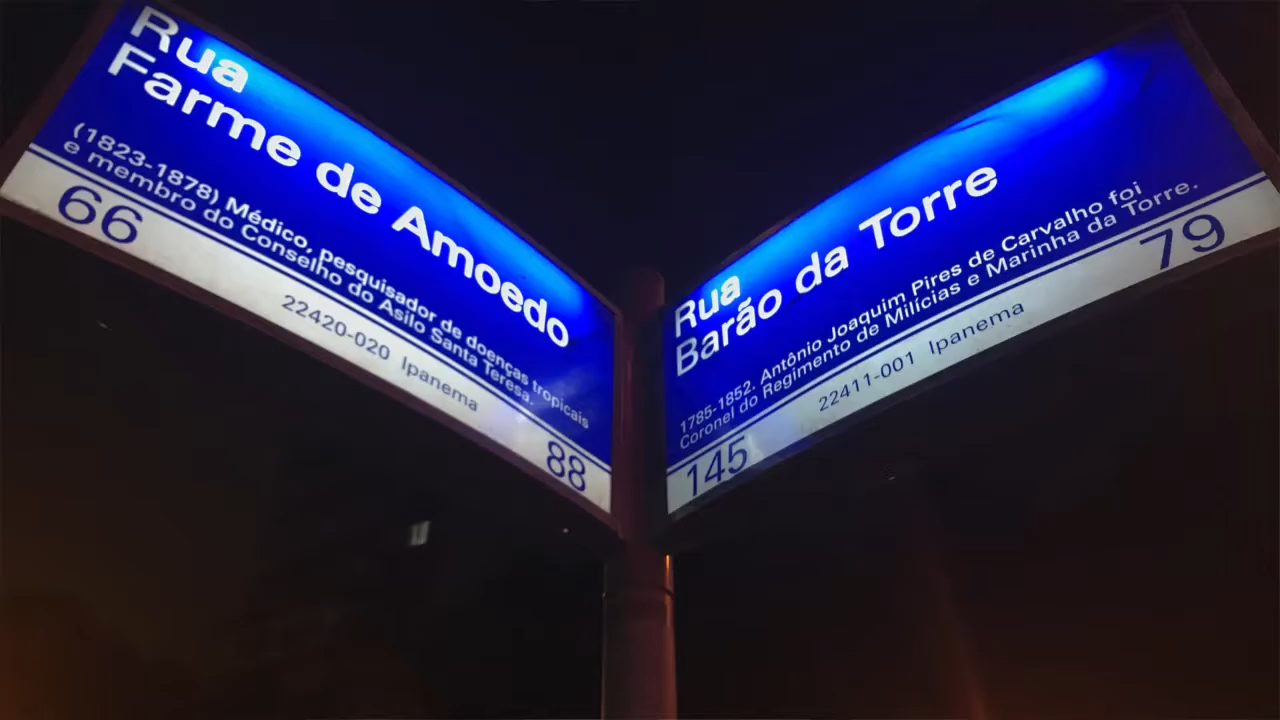 Rua
Farme de Amoedo
(1823-1878) Médico, pesquisador de doenças tropicais
e membro do Conselho do Asilo Santa Teresa.
66
22420-020 Ipanema
88
Rua
Barão da Torre
1785-1852. Antônio Joaquim Pires de Carvalho foi
Coronel do Regimento de Milícias e Marinha da Torre.
145
22411-001 Ipanema
79